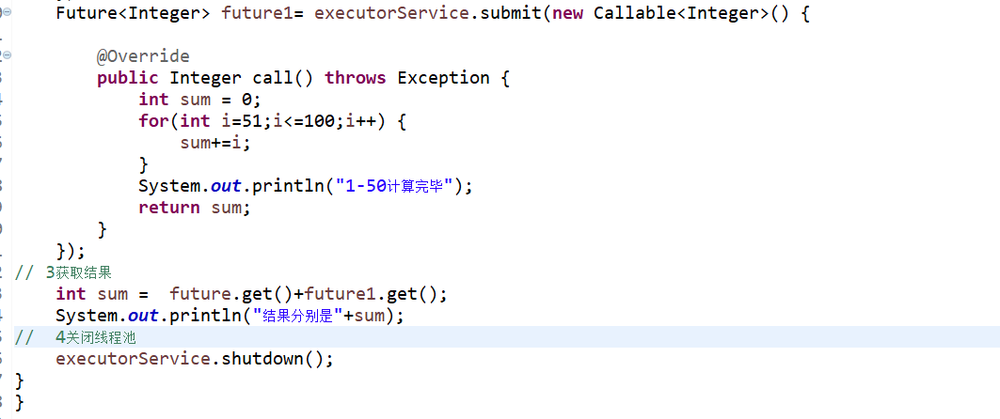 Future<Integer> future1= executorService.submit(new Callable<Integer>() {
@Override
public Integer call() throws Exception {
int sum = 0;
for(int i=51;i<=100;i++) {
sum+=i;
}
System.out.println("1-50计算完毕");
return sum;
}
});
// 3获取结果
int sum =  future.get()+future1.get();
System.out.println("结果分别是"+sum);
//  4关闭线程池
executorService.shutdown();
}
}